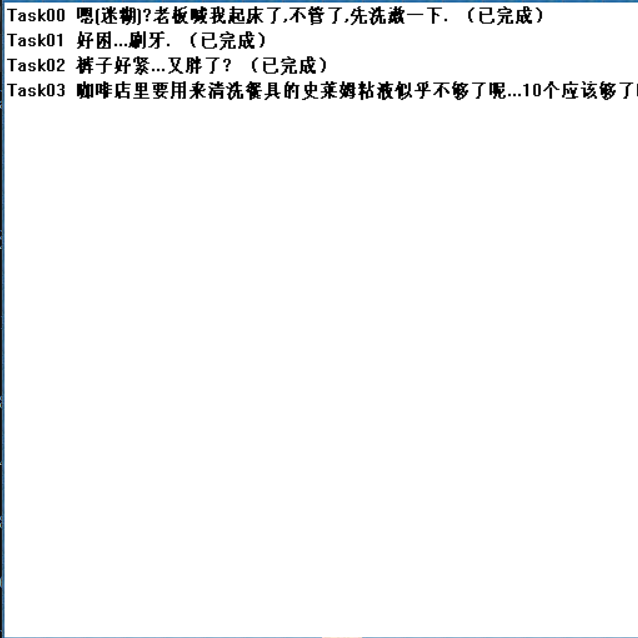 Task00 嗯(迷糊)?老板喊我起床了,不管了,先洗漱一下. （已完成）
Task01 好困...刷牙. （已完成）
Task02 裤子好紧...又胖了? （已完成）
Task03 咖啡店里要用来清洗餐具的史莱姆粘液似乎不够了呢...10个应该够了